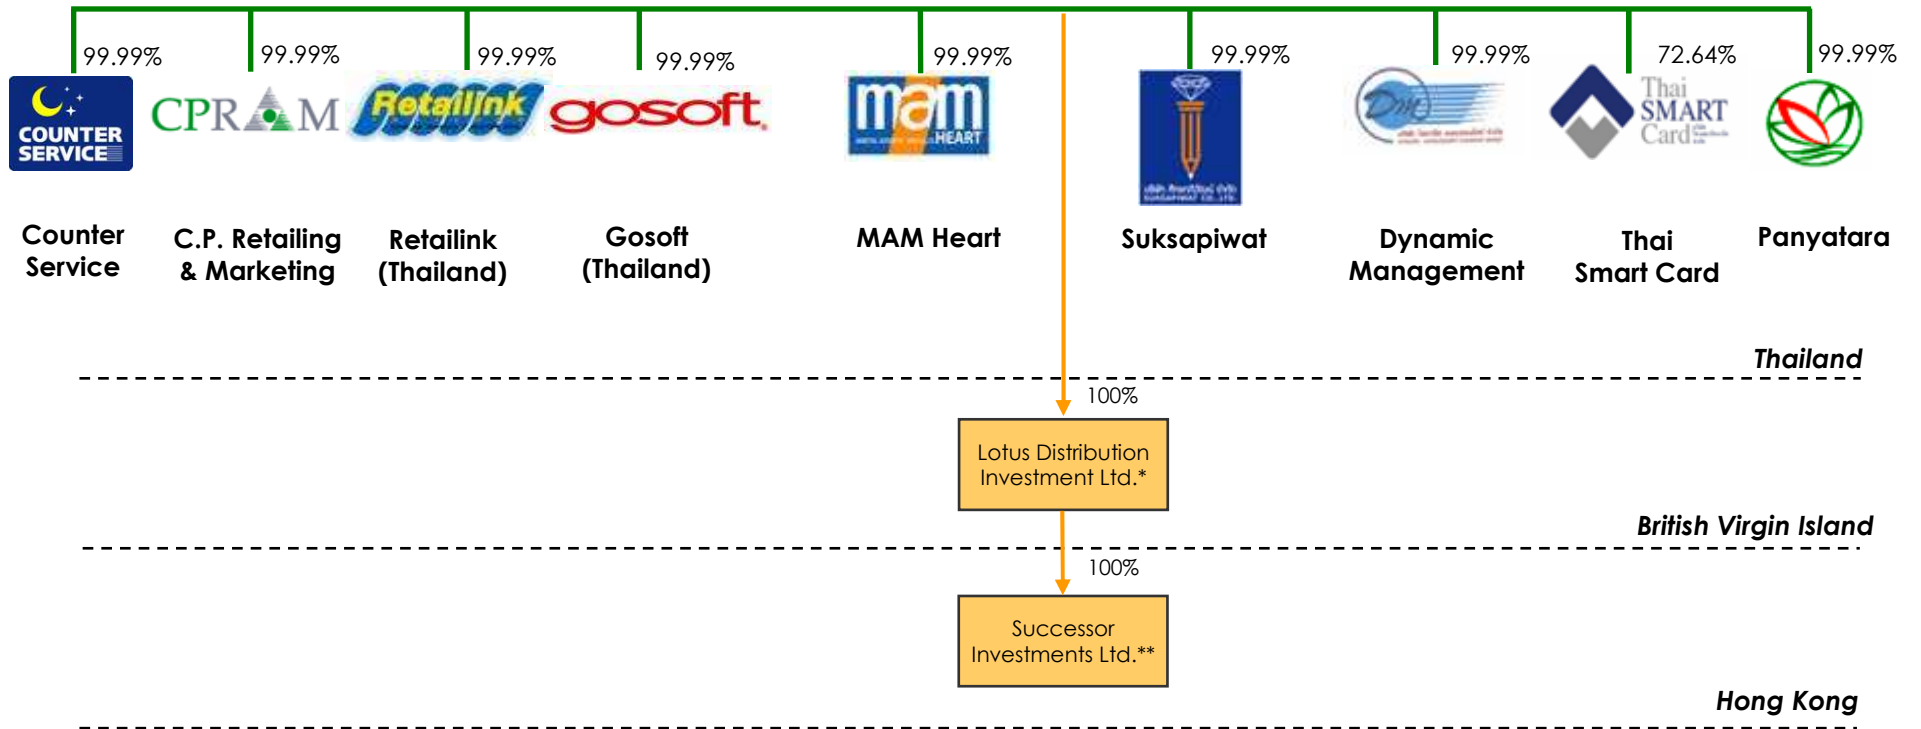 99.99%
99.99%
99.99%
99.99%
99.99%
99.99%
99.99%
72.64%
99.99%
COUNTER
SERVICE
CPRAM
Retailink
gosoft
mam
HEART
Dm
Thai
SMART
Card
Counter
Service
C.P. Retailing
& Marketing
Retailink
(Thailand)
Gosoft
(Thailand)
MAM Heart
Suksapiwat
Dynamic
Management
Thai
Smart Card
Panyatara
Thailand
100%
Lotus Distribution
Investment Ltd.*
British Virgin Island
100%
Successor
Investments Ltd.**
Hong Kong